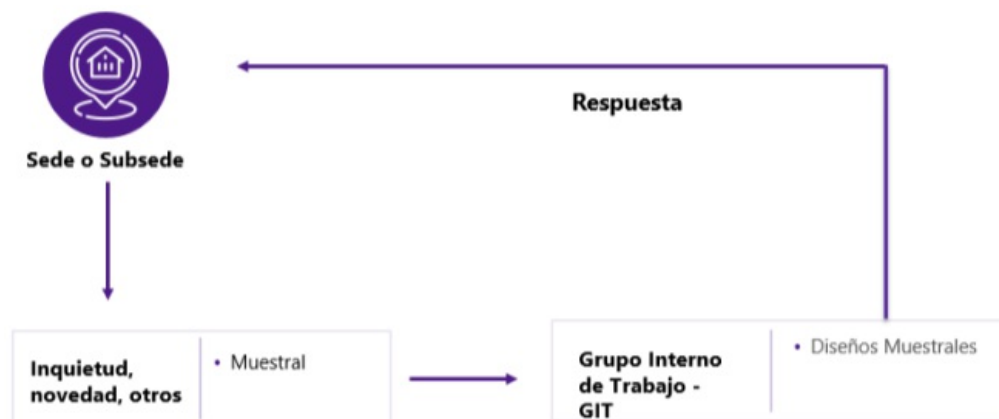 Respuesta
Sede o Subsede
Inquietud,
novedad, otros
• Muestral
Grupo Interno
de Trabajo -
GIT
• Diseños Muestrales